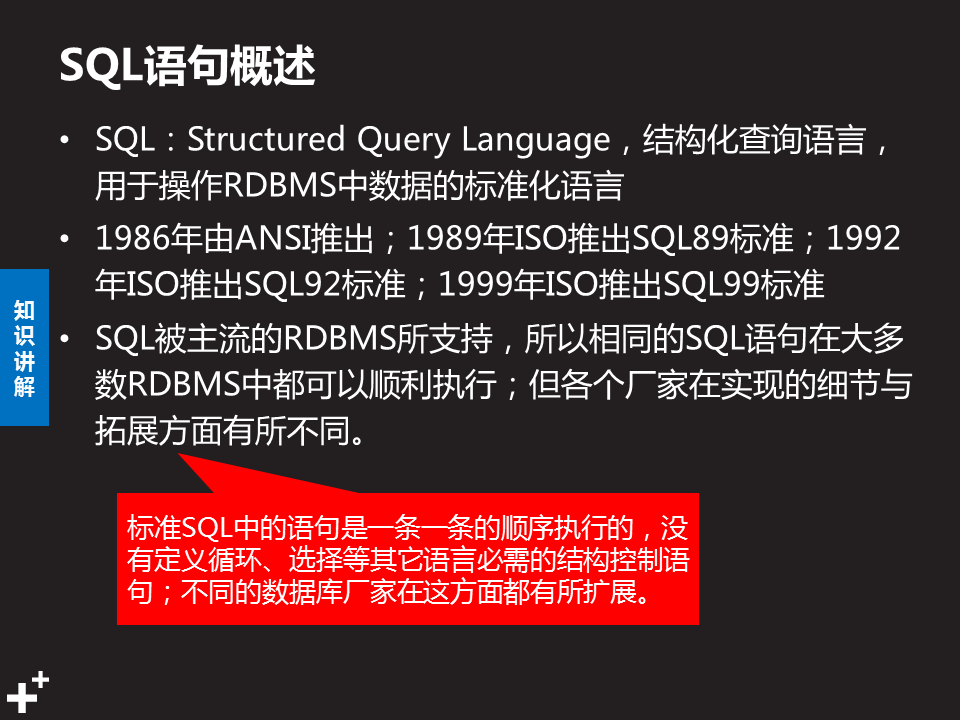 SQL语句概述
• SQL：Structured Query Language，结构化查询语言，
用于操作RDBMS中数据的标准化语言
• 1986年由ANSI推出；1989年ISO推出SQL89标准；1992
年ISO推出SQL92标准；1999年ISO推出SQL99标准
• SQL被主流的RDBMS所支持，所以相同的SQL语句在大多
数RDBMS中都可以顺利执行；但各个厂家在实现的细节与
拓展方面有所不同。
知
识
讲
解
标准SQL中的语句是一条一条的顺序执行的，没
有定义循环、选择等其它语言必需的结构控制语
句；不同的数据库厂家在这方面都有所扩展。